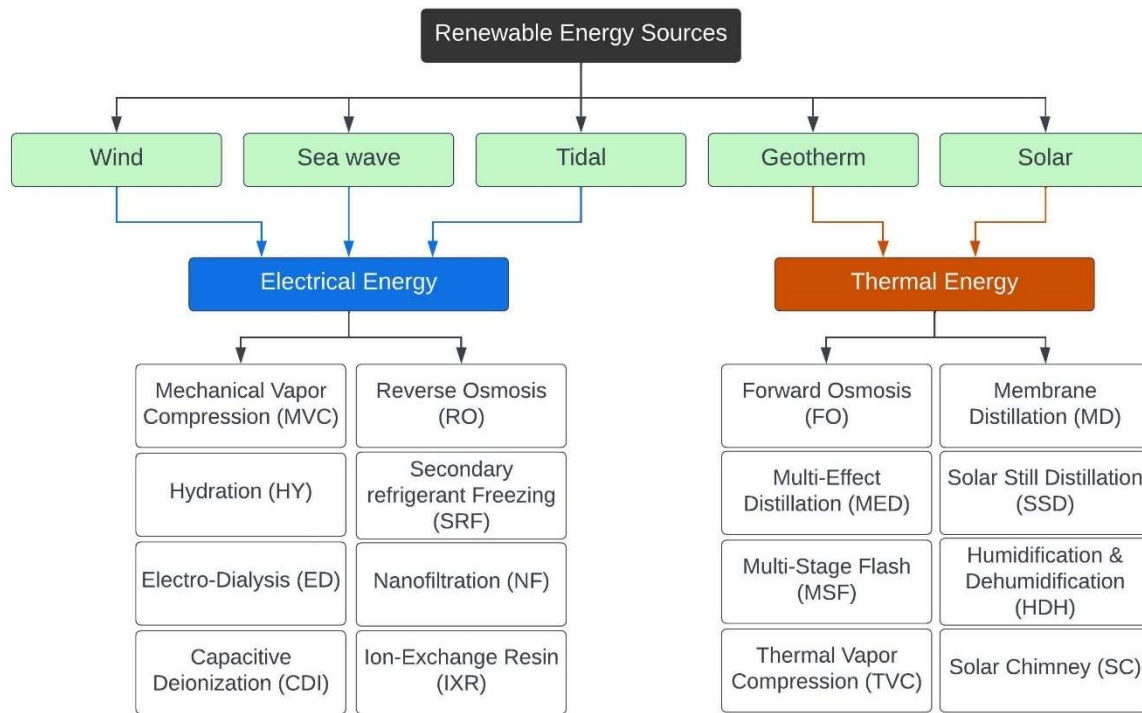 Renewable Energy Sources
Wind
Sea wave
Tidal
Geotherm
Solar
Electrical Energy
Thermal Energy
Mechanical Vapor
Compression (MVC)
Reverse Osmosis
(RO)
Hydration (HY)
Secondary
refrigerant Freezing
(SRF)
Electro-Dialysis (ED)
Nanofiltration (NF)
Capacitive
Deionization (CDI)
Ion-Exchange Resin
(IXR)
Forward Osmosis
(FO)
Membrane
Distillation (MD)
Multi-Effect
Distillation (MED)
Solar Still Distillation
(SSD)
Multi-Stage Flash
(MSF)
Humidification &
Dehumidification
(HDH)
Thermal Vapor
Compression (TVC)
Solar Chimney (SC)